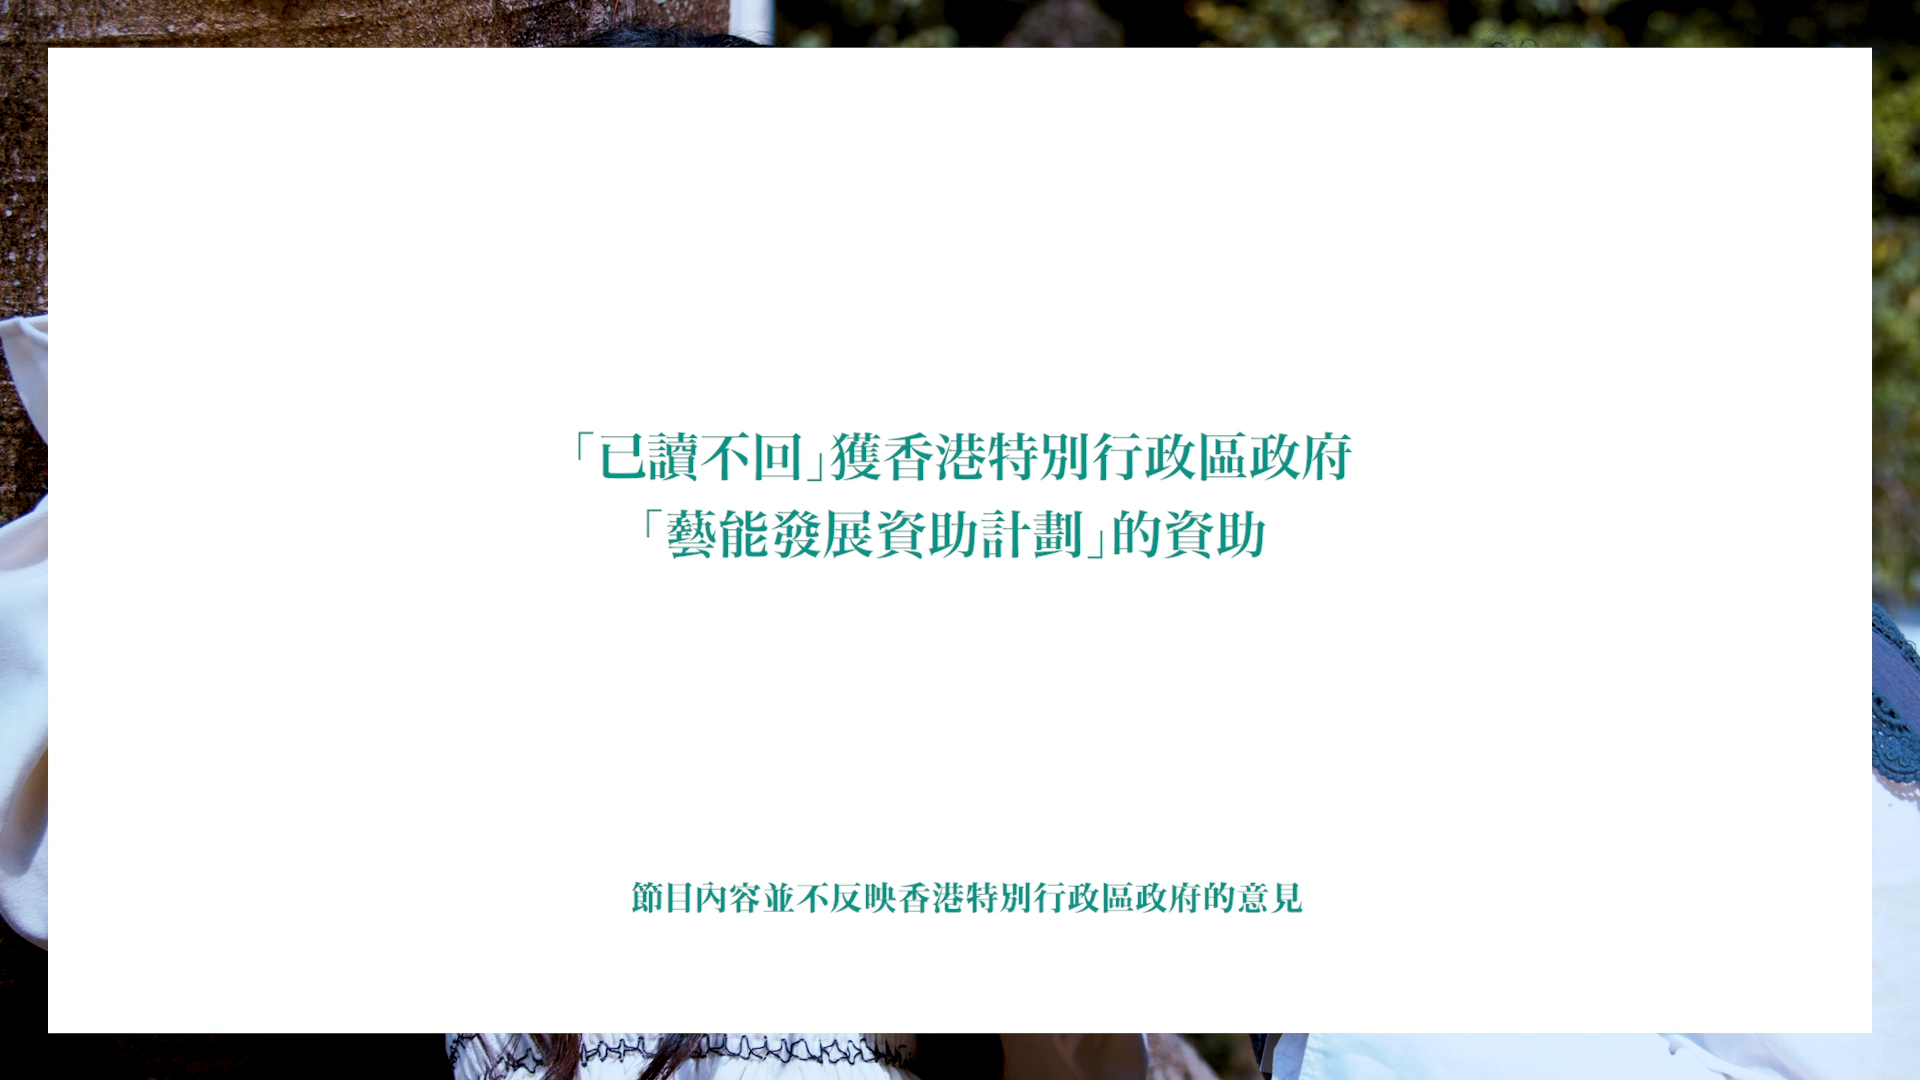 「已讀不回」獲香港特別行政區政府
「藝能發展資助計劃」的資助
節目內容並不反映香港特別行政區政府的意見